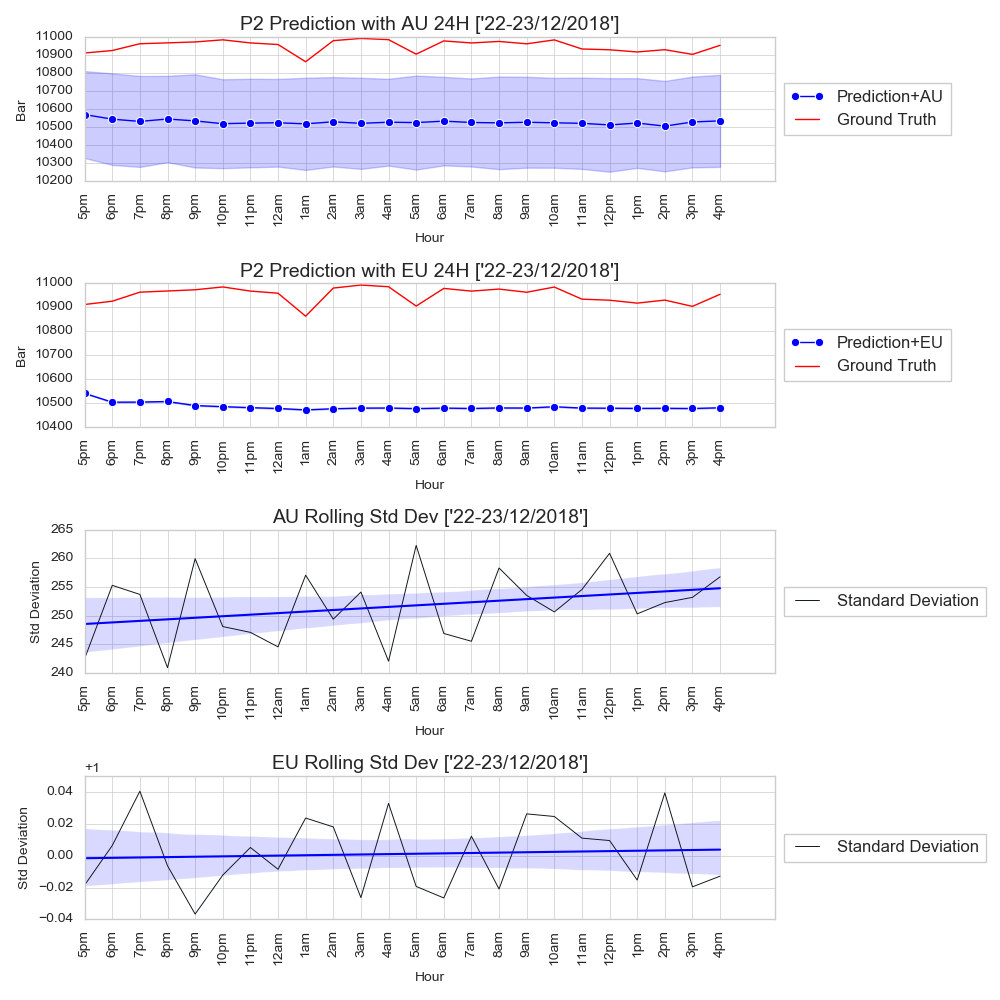 P2 Prediction with AU 24H ['22-23/12/2018']
11000
10900
10800
10700
10600
10500
10400
10300
10200
Bar
5pm 6pm 7pm 8pm 9pm 10pm 11pm 12am 1am 2am 3am 4am 5am 6am 7am 8am 9am 10am 11am 12pm 1pm 2pm 3pm 4pm
Hour
Prediction+AU
Ground Truth
P2 Prediction with EU 24H ['22-23/12/2018']
11000
10900
10800
10700
10600
10500
10400
Bar
5pm 6pm 7pm 8pm 9pm 10pm 11pm 12am 1am 2am 3am 4am 5am 6am 7am 8am 9am 10am 11am 12pm 1pm 2pm 3pm 4pm
Hour
Prediction+EU
Ground Truth
AU Rolling Std Dev ['22-23/12/2018']
265
260
255
250
245
240
Std Deviation
5pm 6pm 7pm 8pm 9pm 10pm 11pm 12am 1am 2am 3am 4am 5am 6am 7am 8am 9am 10am 11am 12pm 1pm 2pm 3pm 4pm
Hour
Standard Deviation
EU Rolling Std Dev ['22-23/12/2018']
+1
0.04
0.02
0.00
−0.02
−0.04
Std Deviation
5pm 6pm 7pm 8pm 9pm 10pm 11pm 12am 1am 2am 3am 4am 5am 6am 7am 8am 9am 10am 11am 12pm 1pm 2pm 3pm 4pm
Hour
Standard Deviation